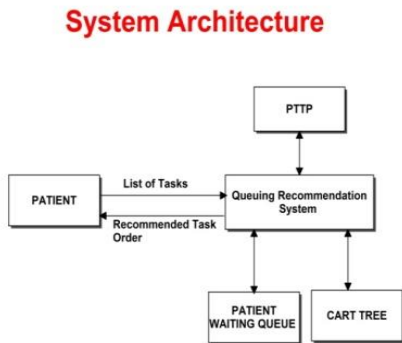 System Architecture
PTTP
List of Tasks
PATIENT
Queuing Recommendation
System
Recommended Task
Order
PATIENT
WAITING QUEUE
CART TREE